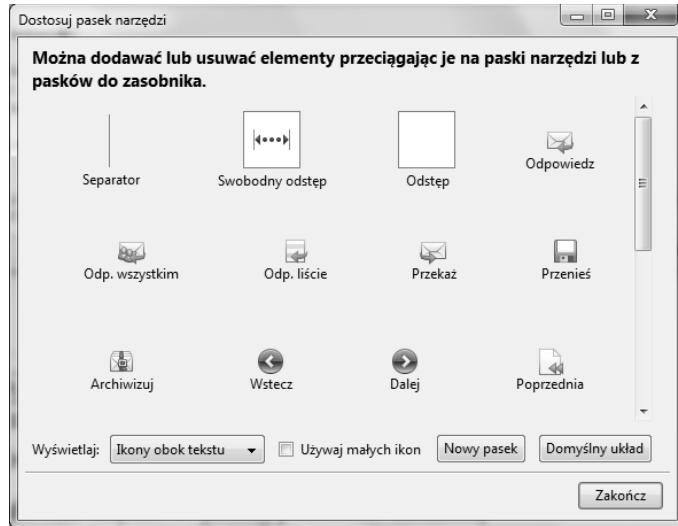 Dostosuj pasek narzędzi
Można dodawać lub usuwać elementy przeciągając je na paski narzędzi lub z
pasków do zasobnika.
Separator
Swobodny odstęp
Odstęp
Odpowiedz
Odp. wszystkim
Odp. liście
Przekaż
Przenieś
Archiwizuj
Wstecz
Dalej
Poprzednia
Wyświetlaj: Ikony obok tekstu Używaj małych ikon Nowy pasek Domyślny układ
Zakończ